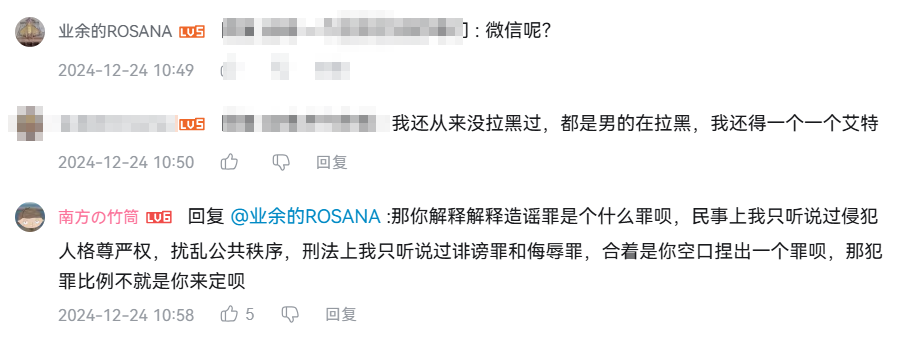 业余的ROSANA LV5 : 微信呢?
2024-12-24 10:49
LV5 我还从来没拉黑过，都是男的在拉黑，我还得一个一个艾特
2024-12-24 10:50 回复
南方の竹筒 LV6 回复 @业余的ROSANA :那你解释解释造谣罪是个什么罪呗，民事上我只听说过侵犯
人格尊严权，扰乱公共秩序，刑法上我只听说过诽谤罪和侮辱罪，合着是你空口捏出一个罪呗，那犯
罪比例不就是你来定呗
2024-12-24 10:58 5 回复